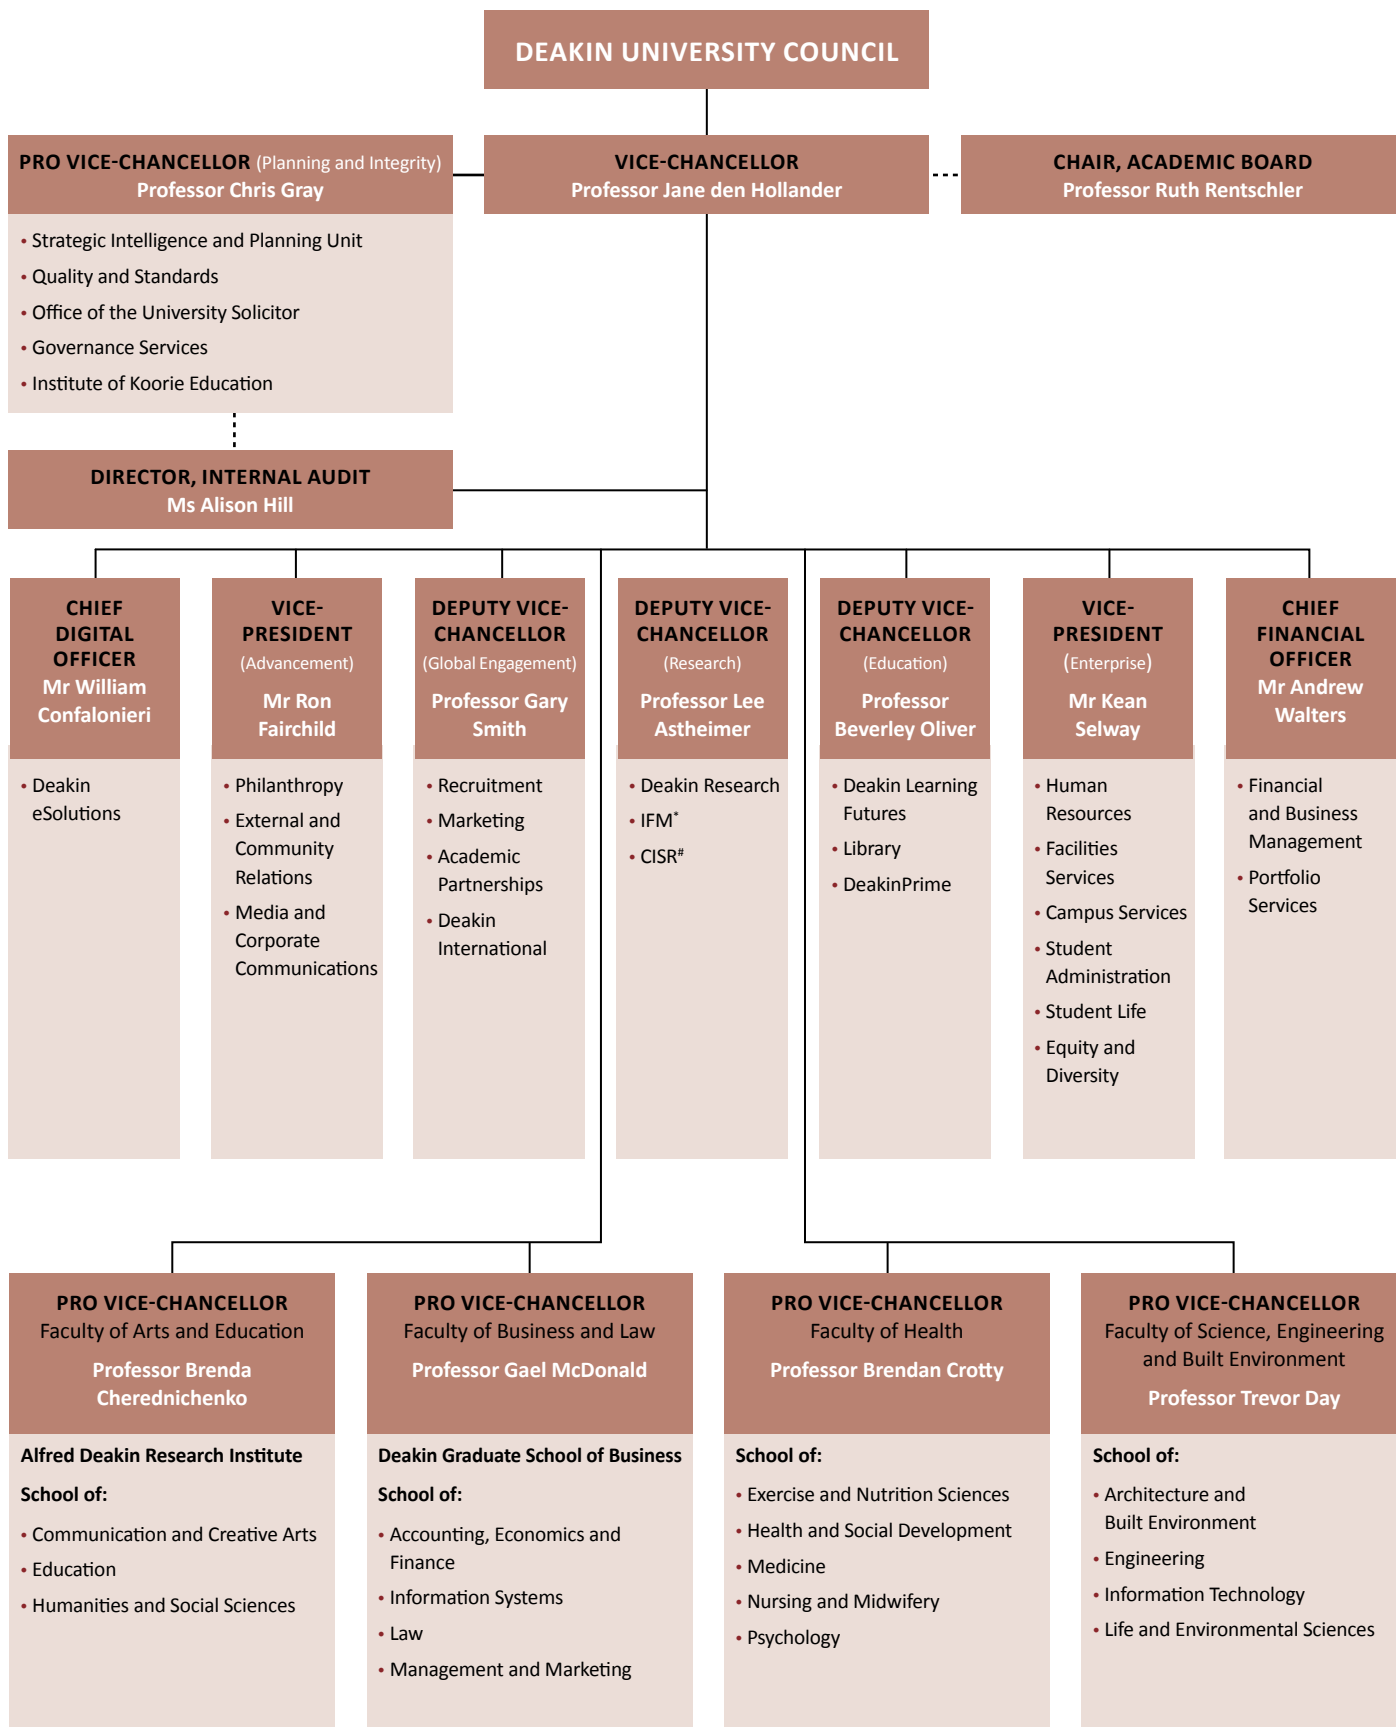 DEAKIN UNIVERSITY COUNCIL
PRO VICE-CHANCELLOR (Planning and Integrity)
Professor Chris Gray
VICE-CHANCELLOR
Professor Jane den Hollander
CHAIR, ACADEMIC BOARD
Professor Ruth Rentschler
• Strategic Intelligence and Planning Unit
• Quality and Standards
• Office of the University Solicitor
• Governance Services
• Institute of Koorie Education
DIRECTOR, INTERNAL AUDIT
Ms Alison Hill
CHIEF
DIGITAL
OFFICER
Mr William
Confalonieri
• Deakin
eSolutions
VICE-
PRESIDENT
(Advancement)
Mr Ron
Fairchild
• Philanthropy
• External and
Community
Relations
• Media and
Corporate
Communications
DEPUTY VICE-
CHANCELLOR
(Global Engagement)
Professor Gary
Smith
• Recruitment
• Marketing
• Academic
Partnerships
• Deakin
International
DEPUTY VICE-
CHANCELLOR
(Research)
Professor Lee
Astheimer
• Deakin Research
• IFM*
• CISR#
DEPUTY VICE-
CHANCELLOR
(Education)
Professor
Beverley Oliver
• Deakin Learning
Futures
• Library
• DeakinPrime
VICE-
PRESIDENT
(Enterprise)
Mr Kean
Selway
• Human
Resources
• Facilities
Services
• Campus Services
• Student
Administration
• Student Life
• Equity and
Diversity
CHIEF
FINANCIAL
OFFICER
Mr Andrew
Walters
• Financial
and Business
Management
• Portfolio
Services
PRO VICE-CHANCELLOR
Faculty of Arts and Education
Professor Brenda
Cherednichenko
Alfred Deakin Research Institute
School of:
• Communication and Creative Arts
• Education
• Humanities and Social Sciences
PRO VICE-CHANCELLOR
Faculty of Business and Law
Professor Gael McDonald
Deakin Graduate School of Business
School of:
• Accounting, Economics and
Finance
• Information Systems
• Law
• Management and Marketing
PRO VICE-CHANCELLOR
Faculty of Health
Professor Brendan Crotty
School of:
• Exercise and Nutrition Sciences
• Health and Social Development
• Medicine
• Nursing and Midwifery
• Psychology
PRO VICE-CHANCELLOR
Faculty of Science, Engineering
and Built Environment
Professor Trevor Day
School of:
• Architecture and
Built Environment
• Engineering
• Information Technology
• Life and Environmental Sciences